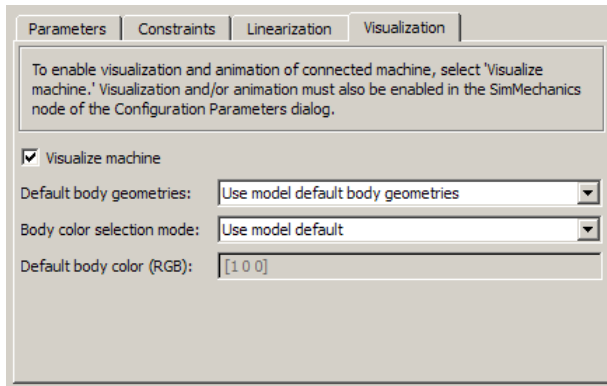 Parameters Constraints Linearization Visualization
To enable visualization and animation of connected machine, select 'Visualize
machine.' Visualization and/or animation must also be enabled in the SimMechanics
node of the Configuration Parameters dialog.
Visualize machine
Default body geometries: Use model default body geometries
Body color selection mode: Use model default
Default body color (RGB): [1 0 0]